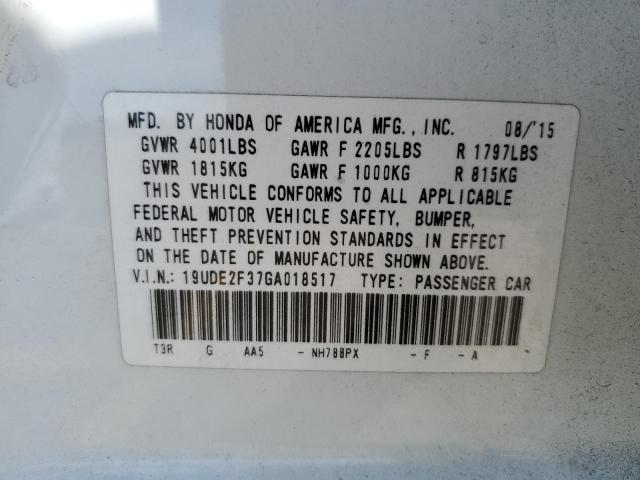 MFD. BY HONDA OF AMERICA MFG., INC. 08/'15
GVWR 4001LBS GAWR F 2205LBS R 1797LBS
GVWR 1815KG GAWR F 1000KG R 815KG
THIS VEHICLE CONFORMS TO ALL APPLICABLE
FEDERAL MOTOR VEHICLE SAFETY, BUMPER,
AND THEFT PREVENTION STANDARDS IN EFFECT
ON THE DATE OF MANUFACTURE SHOWN ABOVE.
V.I.N.: 19UDE2F37GA018517 TYPE: PASSENGER CAR
T3R G AA5 - NH788PX - F - A